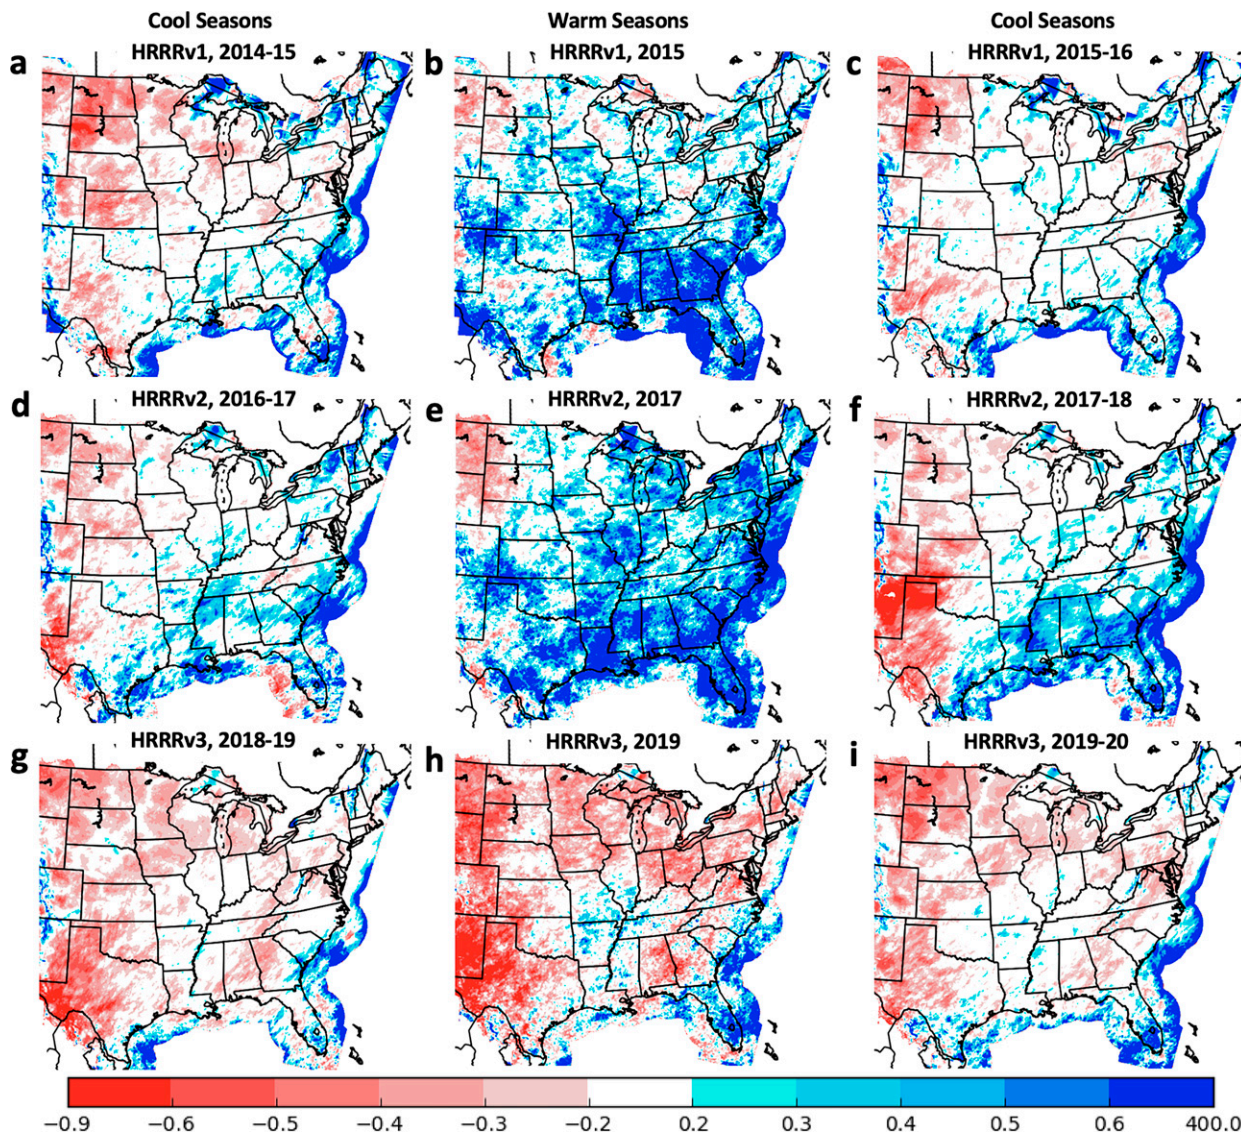 Cool Seasons
Warm Seasons
Cool Seasons
a
HRRRv1, 2014-15
b
HRRRv1, 2015
c
HRRRv1, 2015-16
d
HRRRv2, 2016-17
e
HRRRv2, 2017
f
HRRRv2, 2017-18
g
HRRRv3, 2018-19
h
HRRRv3, 2019
i
HRRRv3, 2019-20
−0.9 −0.6 −0.5 −0.4 −0.3 −0.2 0.2 0.3 0.4 0.5 0.6 400.0